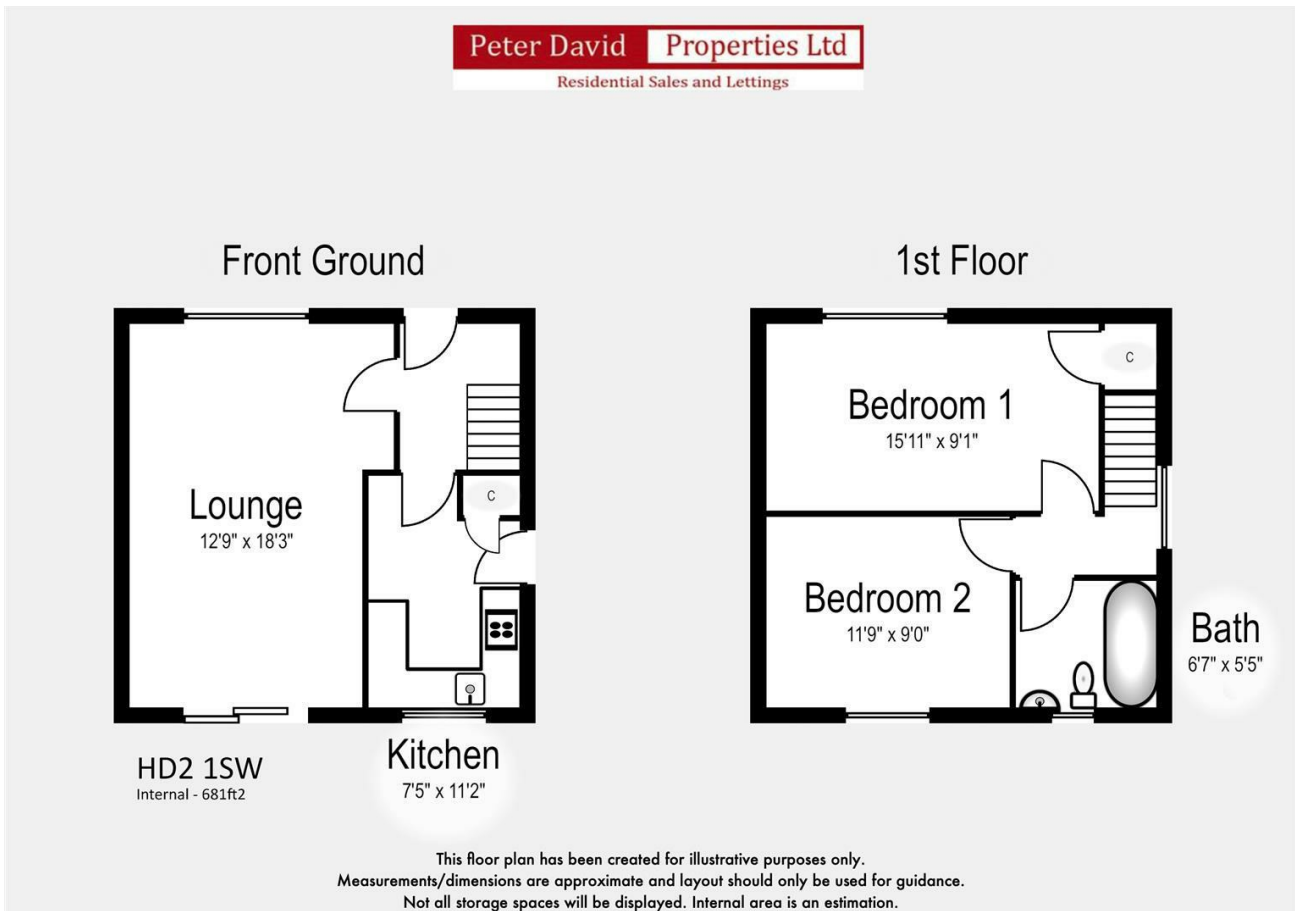 Peter David Properties Ltd
Residential Sales and Lettings
Front Ground
1st Floor
C
Bedroom 1
15'11" x 9'1"
Lounge
12'9" x 18'3"
C
Bedroom 2
11'9" x 9'0"
Bath
6'7" x 5'5"
HD2 1SW
Internal - 681ft2
Kitchen
7'5" x 11'2"
This floor plan has been created for illustrative purposes only.
Measurements/dimensions are approximate and layout should only be used for guidance.
Not all storage spaces will be displayed. Internal area is an estimation.